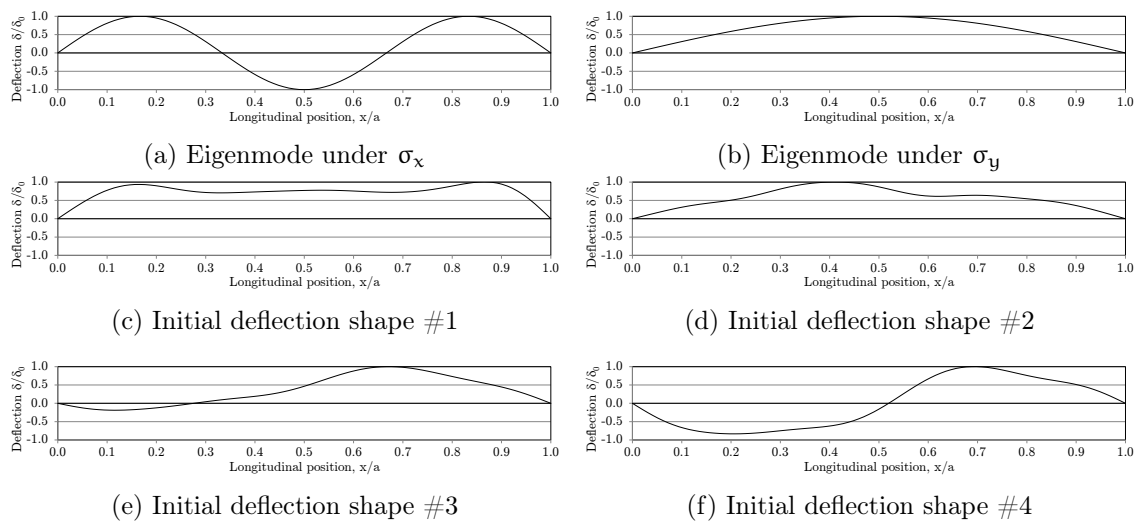 Deflection δ/δ₀
1.0
0.5
0.0
-0.5
-1.0
0.0 0.1 0.2 0.3 0.4 0.5 0.6 0.7 0.8 0.9 1.0
Longitudinal position, x/a
(a) Eigenmode under σₓ
Deflection δ/δ₀
1.0
0.5
0.0
-0.5
-1.0
0.0 0.1 0.2 0.3 0.4 0.5 0.6 0.7 0.8 0.9 1.0
Longitudinal position, x/a
(b) Eigenmode under σy
Deflection δ/δ₀
1.0
0.5
0.0
-0.5
-1.0
0.0 0.1 0.2 0.3 0.4 0.5 0.6 0.7 0.8 0.9 1.0
Longitudinal position, x/a
(c) Initial deflection shape #1
Deflection δ/δ₀
1.0
0.5
0.0
-0.5
-1.0
0.0 0.1 0.2 0.3 0.4 0.5 0.6 0.7 0.8 0.9 1.0
Longitudinal position, x/a
(d) Initial deflection shape #2
Deflection δ/δ₀
1.0
0.5
0.0
-0.5
-1.0
0.0 0.1 0.2 0.3 0.4 0.5 0.6 0.7 0.8 0.9 1.0
Longitudinal position, x/a
(e) Initial deflection shape #3
Deflection δ/δ₀
1.0
0.5
0.0
-0.5
-1.0
0.0 0.1 0.2 0.3 0.4 0.5 0.6 0.7 0.8 0.9 1.0
Longitudinal position, x/a
(f) Initial deflection shape #4